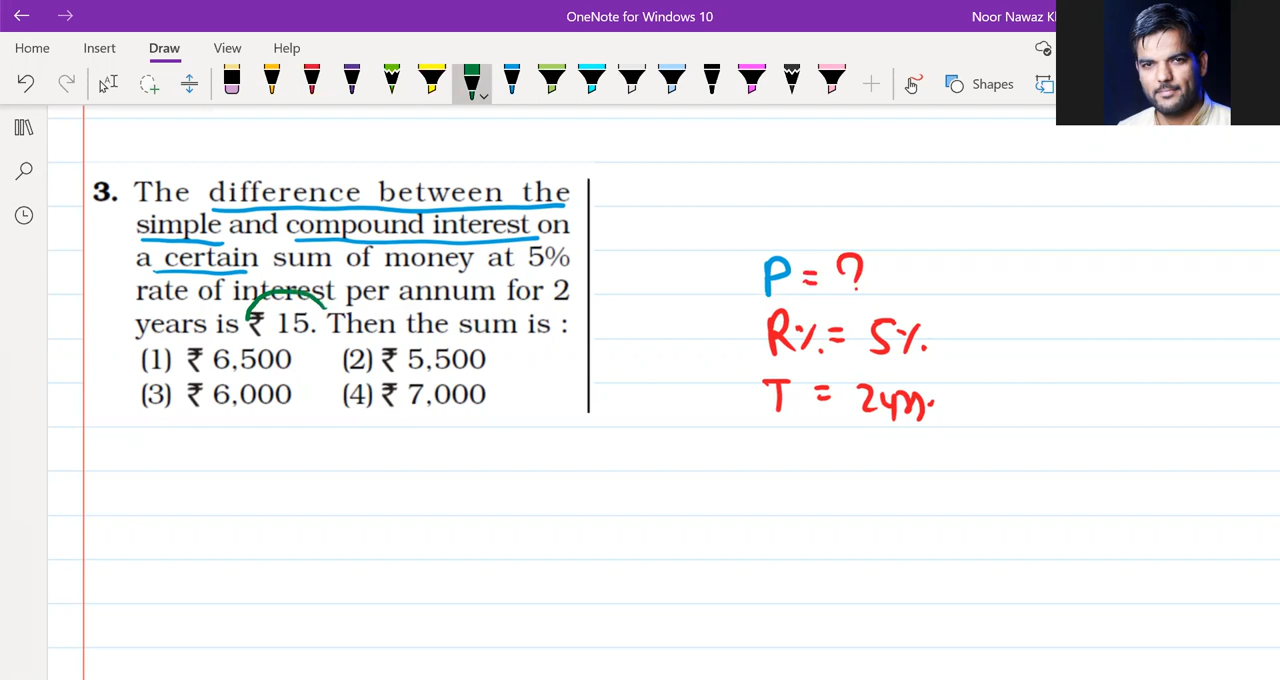 OneNote for Windows 10
Noor Nawaz
Home Insert Draw View Help
Shapes
3. The difference between the
simple and compound interest on
a certain sum of money at 5%
rate of interest per annum for 2
years is ₹ 15. Then the sum is :
(1) ₹ 6,500 (2) ₹ 5,500
(3) ₹ 6,000 (4) ₹ 7,000
P = ?
R% = 5%
T = 2